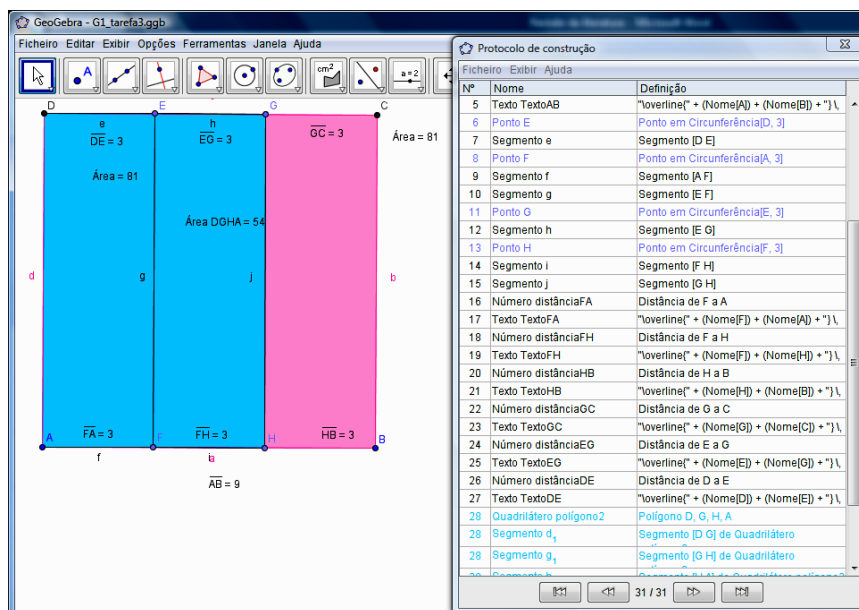 GeoGebra - G1_tarefa3.ggb
Ficheiro Editar Exibir Opções Ferramentas Janela Ajuda
A
cm²
a=2
D
E
G
C
e
h
DE = 3
EG = 3
GC = 3
Área = 81
Área = 81
Área DGHA = 54
d
g
j
b
FA = 3
FH = 3
HB = 3
A
F
H
B
f
i
a
AB = 9
Protocolo de construção
Ficheiro Exibir Ajuda
Nº Nome Definição
5 Texto TextoAB "\overline{" + (Nome[A]) + (Nome[B]) + "} \,
6 Ponto E Ponto em Circunferência[D, 3]
7 Segmento e Segmento [D E]
8 Ponto F Ponto em Circunferência[A, 3]
9 Segmento f Segmento [A F]
10 Segmento g Segmento [E F]
11 Ponto G Ponto em Circunferência[E, 3]
12 Segmento h Segmento [E G]
13 Ponto H Ponto em Circunferência[F, 3]
14 Segmento i Segmento [F H]
15 Segmento j Segmento [G H]
16 Número distânciaFA Distância de F a A
17 Texto TextoFA "\overline{" + (Nome[F]) + (Nome[A]) + "} \,
18 Número distânciaFH Distância de F a H
19 Texto TextoFH "\overline{" + (Nome[F]) + (Nome[H]) + "} \,
20 Número distânciaHB Distância de H a B
21 Texto TextoHB "\overline{" + (Nome[H]) + (Nome[B]) + "} \,
22 Número distânciaGC Distância de G a C
23 Texto TextoGC "\overline{" + (Nome[G]) + (Nome[C]) + "} \,
24 Número distânciaEG Distância de E a G
25 Texto TextoEG "\overline{" + (Nome[E]) + (Nome[G]) + "} \,
26 Número distânciaDE Distância de D a E
27 Texto TextoDE "\overline{" + (Nome[D]) + (Nome[E]) + "} \,
28 Quadrilátero polígono2 Polígono D, G, H, A
28 Segmento d₁ Segmento [D G] de Quadrilátero
28 Segmento g₁ Segmento [G H] de Quadrilátero
31 / 31